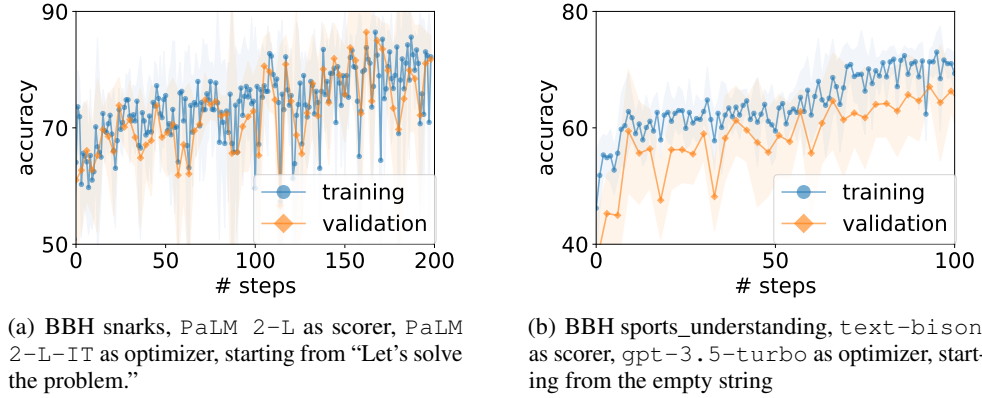 90
70
50
accuracy
0
50
100
150
200
# steps
training
validation
80
60
40
accuracy
0
50
100
# steps
training
validation
(a) BBH snarks, PaLM 2-L as scorer, PaLM
2-L-IT as optimizer, starting from “Let’s solve
the problem.”
(b) BBH sports_understanding, text-bison
as scorer, gpt-3.5-turbo as optimizer, start-
ing from the empty string